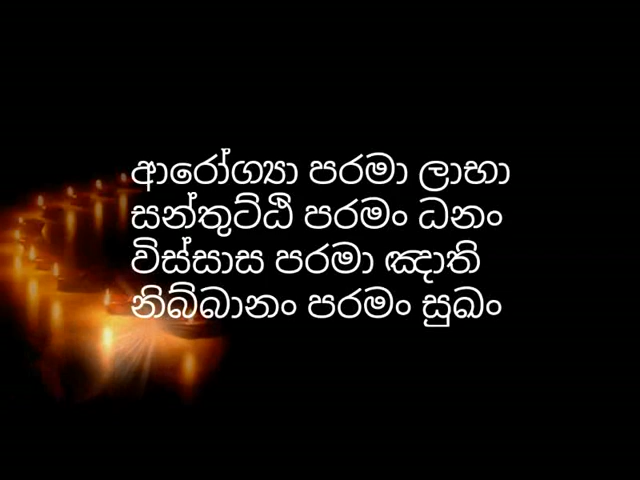 ආරෝග්‍යා පරමා ලාභා
සන්තුට්ඨි පරමං ධනං
විස්සාස පරමා ඤාති
නිබ්බානං පරමං සුඛං